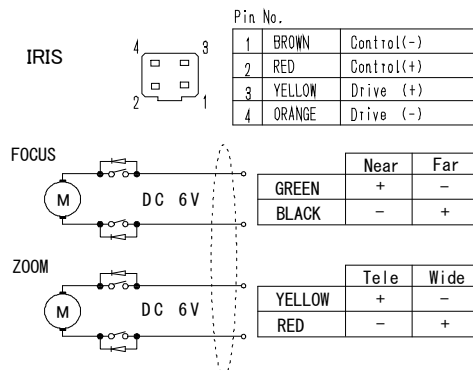 Pin No.
IRIS
4 3
2 1
1 BROWN Control(-)
2 RED Control(+)
3 YELLOW Drive (+)
4 ORANGE Drive (-)
FOCUS
M
DC 6V
Near Far
GREEN + −
BLACK − +
ZOOM
M
DC 6V
Tele Wide
YELLOW + −
RED − +